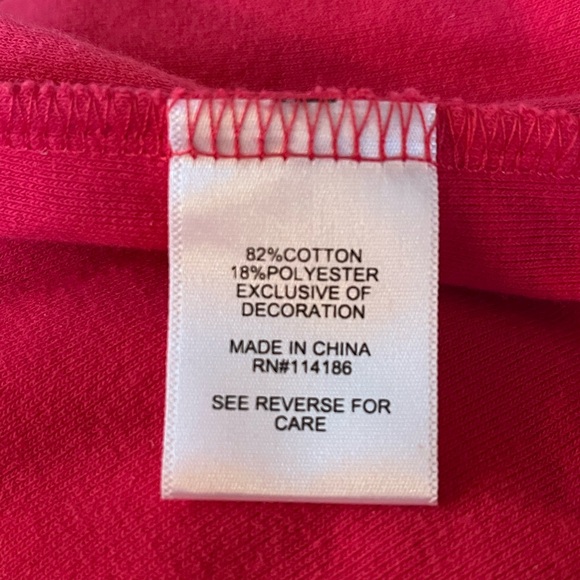 82%COTTON
18%POLYESTER
EXCLUSIVE OF
DECORATION
MADE IN CHINA
RN#114186
SEE REVERSE FOR
CARE